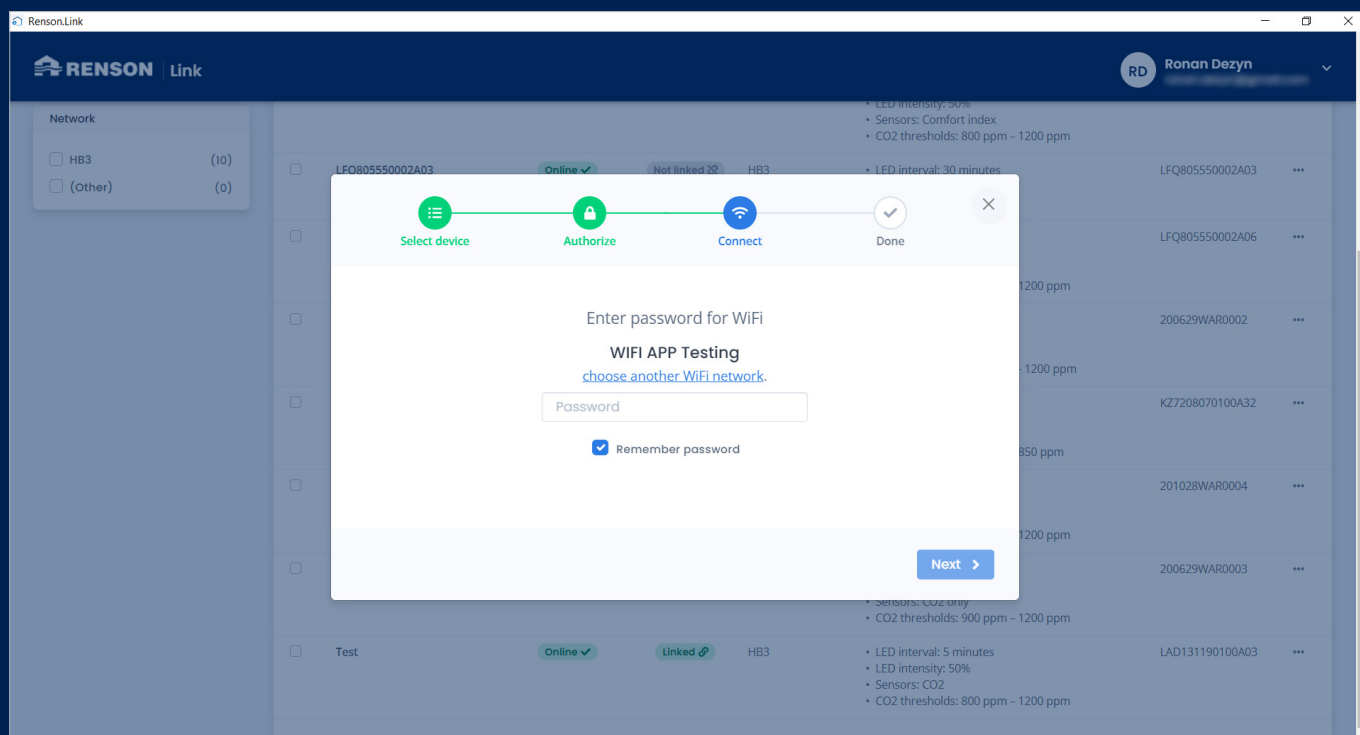 Renson.Link
RENSON Link
RD
Ronan Dezyn
Network
HB3 (10)
(Other) (0)
• LED intensity: 50%
• Sensors: Comfort index
• CO2 thresholds: 800 ppm – 1200 ppm
LFQ805550002A03 Online Not linked HB3 • LED interval: 30 minutes LFQ805550002A03
LFQ805550002A06
1200 ppm
200629WAR0002
- 1200 ppm
KZ7208070100A32
850 ppm
201028WAR0004
1200 ppm
200629WAR0003
• Sensors: CO2 only
• CO2 thresholds: 900 ppm – 1200 ppm
Test Online Linked HB3 • LED interval: 5 minutes LAD131190100A03
• LED intensity: 50%
• Sensors: CO2
• CO2 thresholds: 800 ppm – 1200 ppm
Select device Authorize Connect Done
Enter password for WiFi
WIFI APP Testing
choose another WiFi network.
Password
Remember password
Next